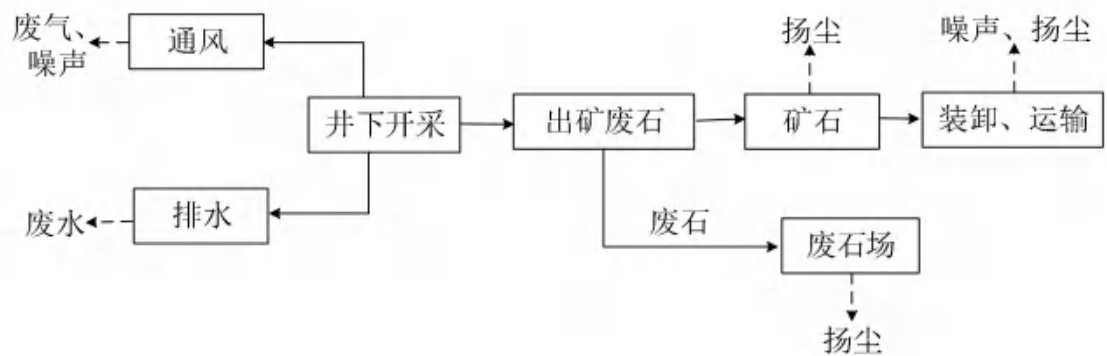 废气、
噪声
通风
扬尘
噪声、扬尘
井下开采
出矿废石
矿石
装卸、运输
废水
排水
废石
废石场
扬尘